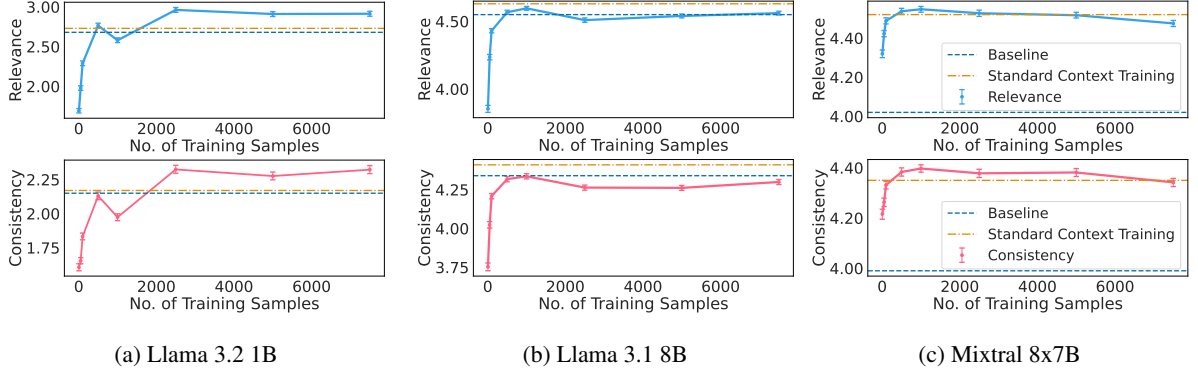 3.00
2.50
2.00
Relevance
0 2000 4000 6000
No. of Training Samples
2.25
2.00
1.75
Consistency
0 2000 4000 6000
No. of Training Samples
(a) Llama 3.2 1B
4.50
4.00
Relevance
0 2000 4000 6000
No. of Training Samples
4.25
4.00
3.75
Consistency
0 2000 4000 6000
No. of Training Samples
(b) Llama 3.1 8B
4.40
4.20
4.00
Relevance
Baseline
Standard Context Training
Relevance
0 2000 4000 6000
No. of Training Samples
4.40
4.20
4.00
Consistency
Baseline
Standard Context Training
Consistency
0 2000 4000 6000
No. of Training Samples
(c) Mixtral 8x7B